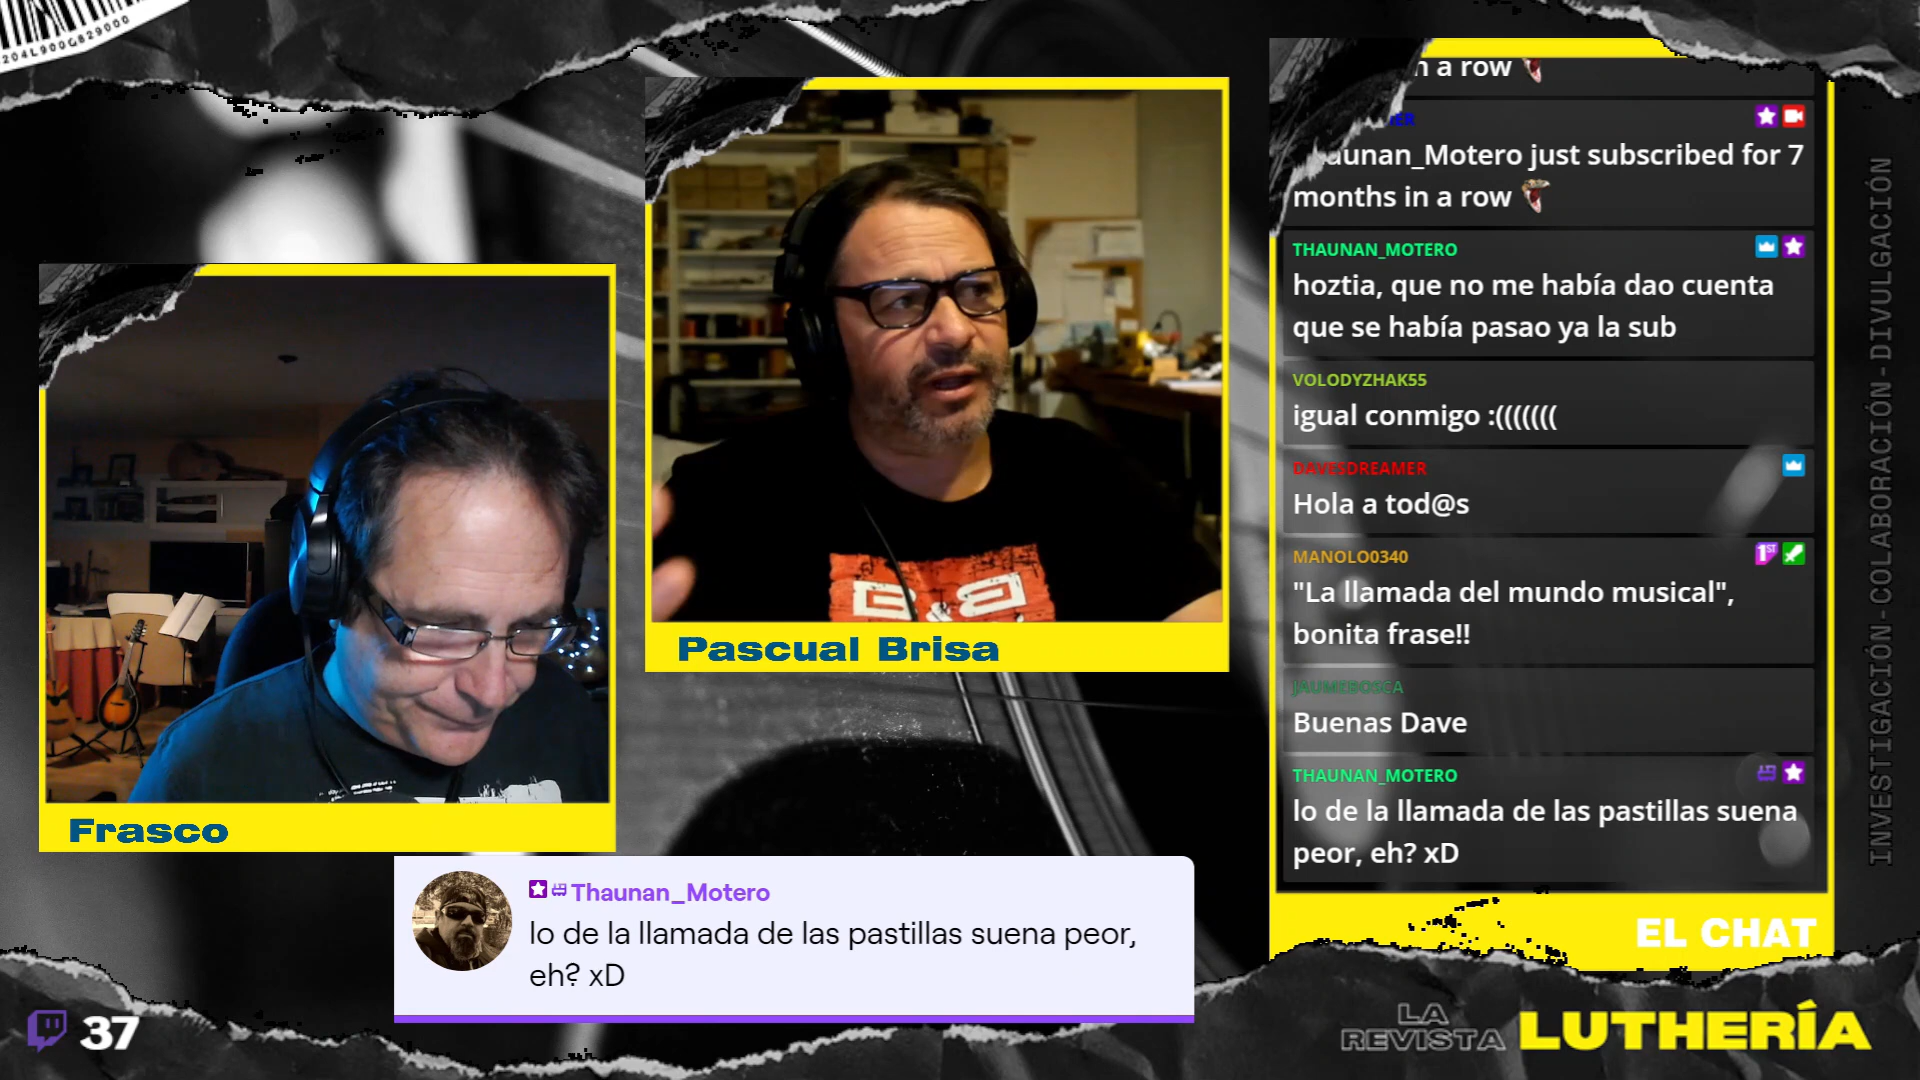 204L900G829000
Frasco
B&B
Pascual Brisa
n a row
IER
aunan_Motero just subscribed for 7
months in a row
THAUNAN_MOTERO
hoztia, que no me había dao cuenta
que se había pasao ya la sub
VOLODYZHAK55
igual conmigo :(((((((
DAVESDREAMER
Hola a tod@s
MANOLO0340
1ST
"La llamada del mundo musical",
bonita frase!!
JAUMEBOSCA
Buenas Dave
THAUNAN_MOTERO
lo de la llamada de las pastillas suena
peor, eh? xD
EL CHAT
INVESTIGACIÓN-COLABORACIÓN-DIVULGACIÓN
Thaunan_Motero
lo de la llamada de las pastillas suena peor,
eh? xD
37
LA
REVISTA
LUTHERÍA